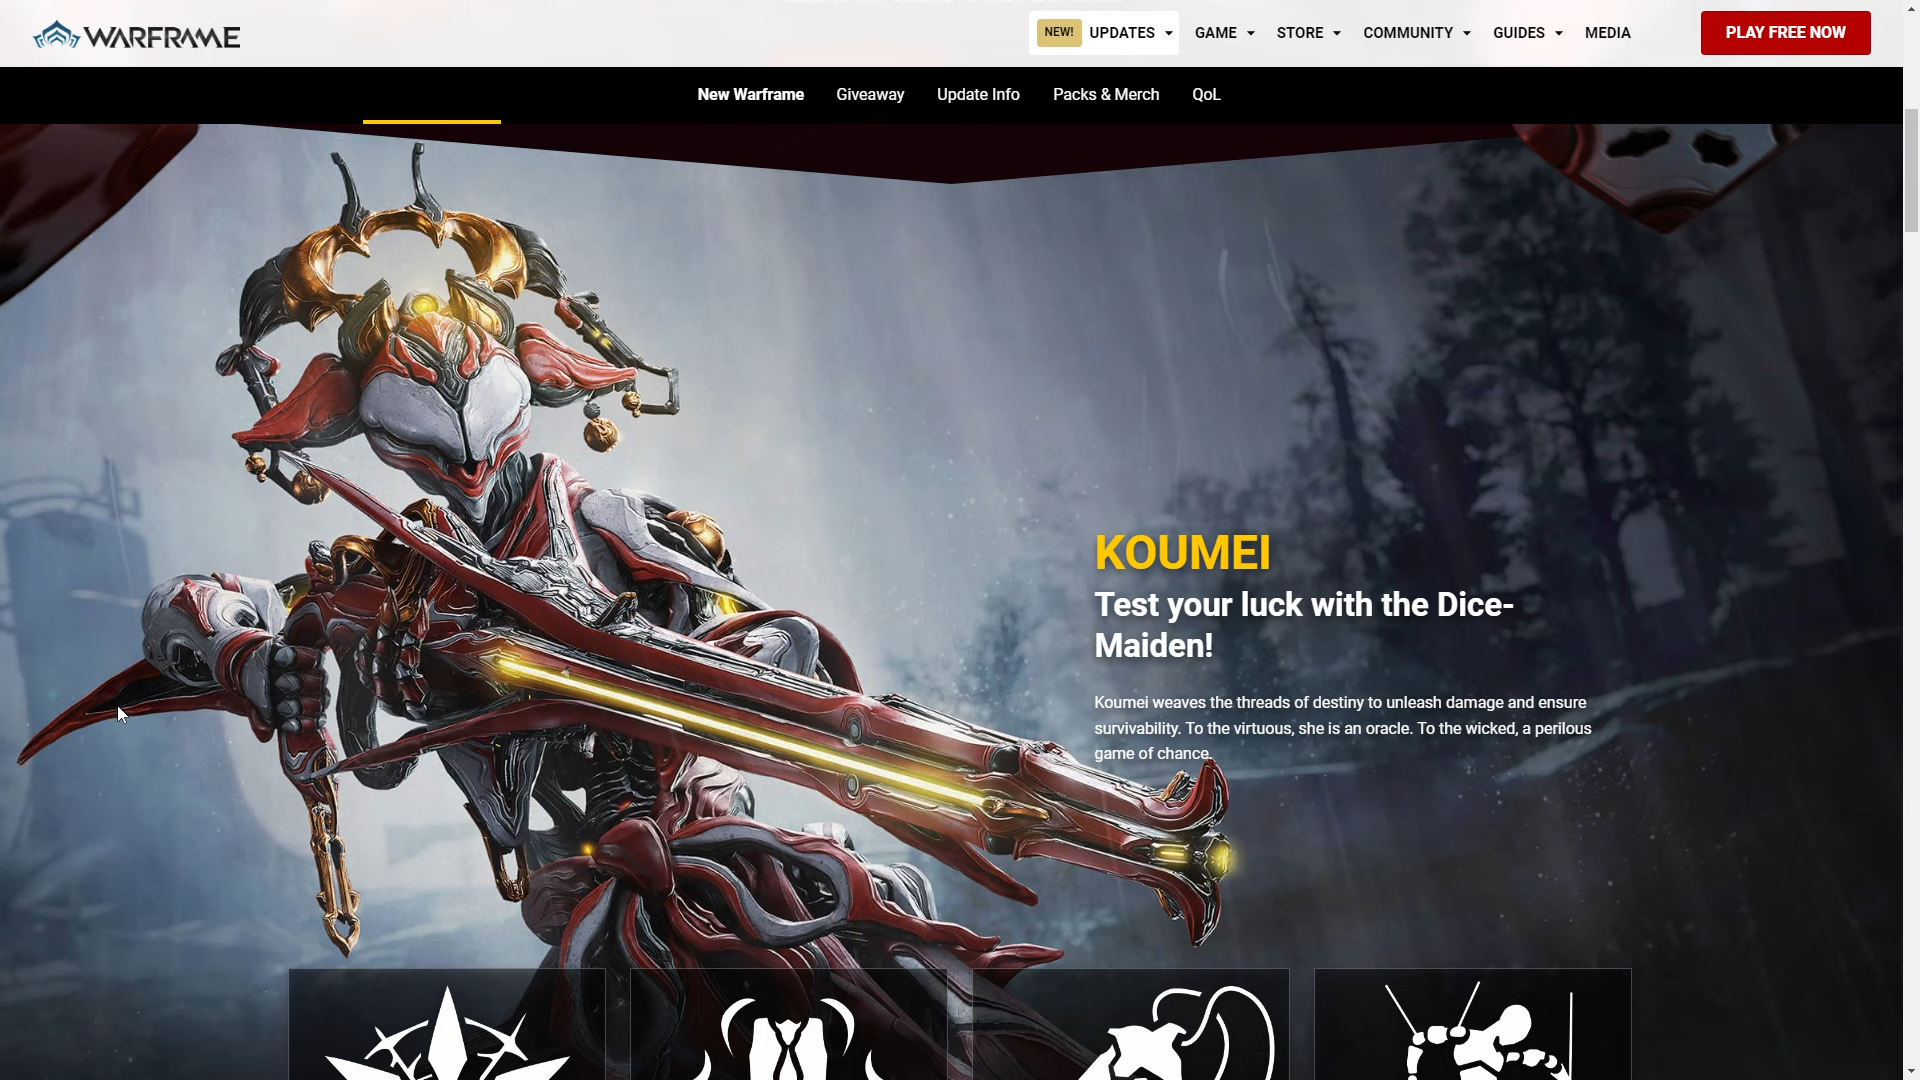 WARFRAME
NEW! UPDATES GAME STORE COMMUNITY GUIDES MEDIA PLAY FREE NOW
New Warframe Giveaway Update Info Packs & Merch QoL
KOUMEI
Test your luck with the Dice-
Maiden!
Koumei weaves the threads of destiny to unleash damage and ensure
survivability. To the virtuous, she is an oracle. To the wicked, a perilous
game of chance.